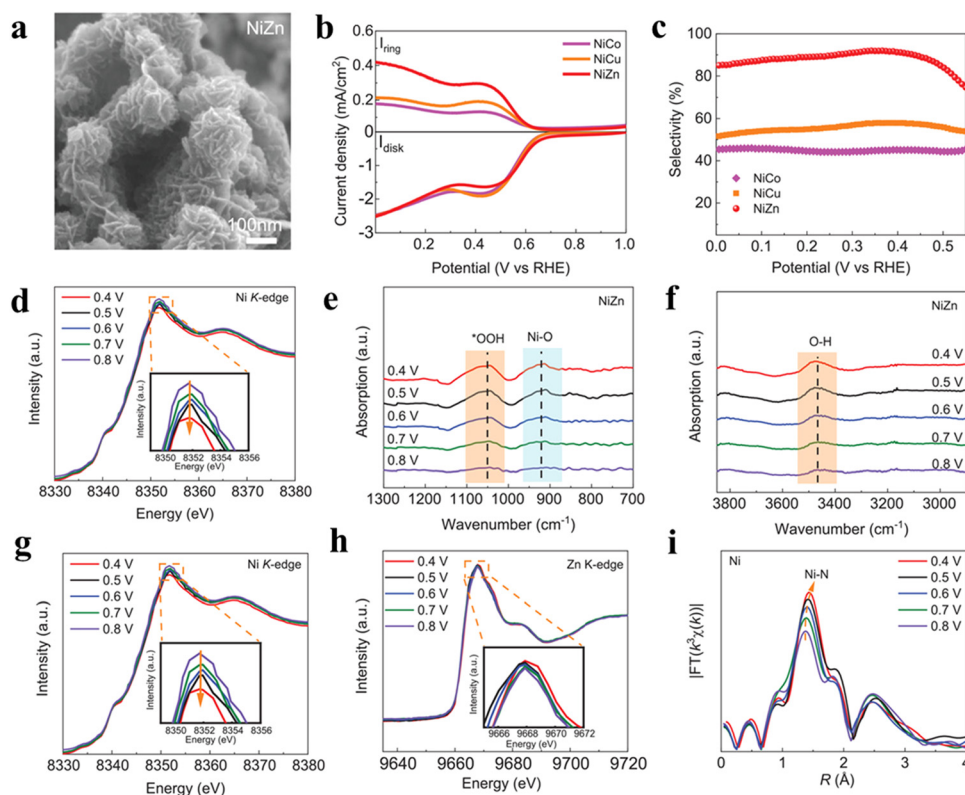 a
NiZn
100nm
b
I ring
NiCo
NiCu
NiZn
I disk
Current density (mA/cm²)
0.4
0.2
0
-1
-2
-3
0.2 0.4 0.6 0.8 1.0
Potential (V vs RHE)
c
Selectivity (%)
100
80
60
40
20
NiCo
NiCu
NiZn
0.0 0.1 0.2 0.3 0.4 0.5
Potential (V vs RHE)
d
Ni K-edge
0.4 V
0.5 V
0.6 V
0.7 V
0.8 V
Intensity (a.u.)
Intensity (a.u.)
8350 8352 8354 8356
Energy (eV)
8330 8340 8350 8360 8370 8380
Energy (eV)
e
NiZn
*OOH
Ni-O
Absorption (a.u.)
0.4 V
0.5 V
0.6 V
0.7 V
0.8 V
1300 1200 1100 1000 900 800 700
Wavenumber (cm⁻¹)
f
NiZn
O-H
Absorption (a.u.)
0.4 V
0.5 V
0.6 V
0.7 V
0.8 V
3800 3600 3400 3200 3000
Wavenumber (cm⁻¹)
g
Ni K-edge
0.4 V
0.5 V
0.6 V
0.7 V
0.8 V
Intensity (a.u.)
Intensity (a.u.)
8350 8352 8354 8356
Energy (eV)
8330 8340 8350 8360 8370 8380
Energy (eV)
h
Zn K-edge
0.4 V
0.5 V
0.6 V
0.7 V
0.8 V
Intensity (a.u.)
Intensity (a.u.)
9666 9668 9670 9672
Energy (eV)
9640 9660 9680 9700 9720
Energy (eV)
i
Ni
Ni-N
0.4 V
0.5 V
0.6 V
0.7 V
0.8 V
|FT(k³χ(k))|
0 1 2 3 4
R (Å)